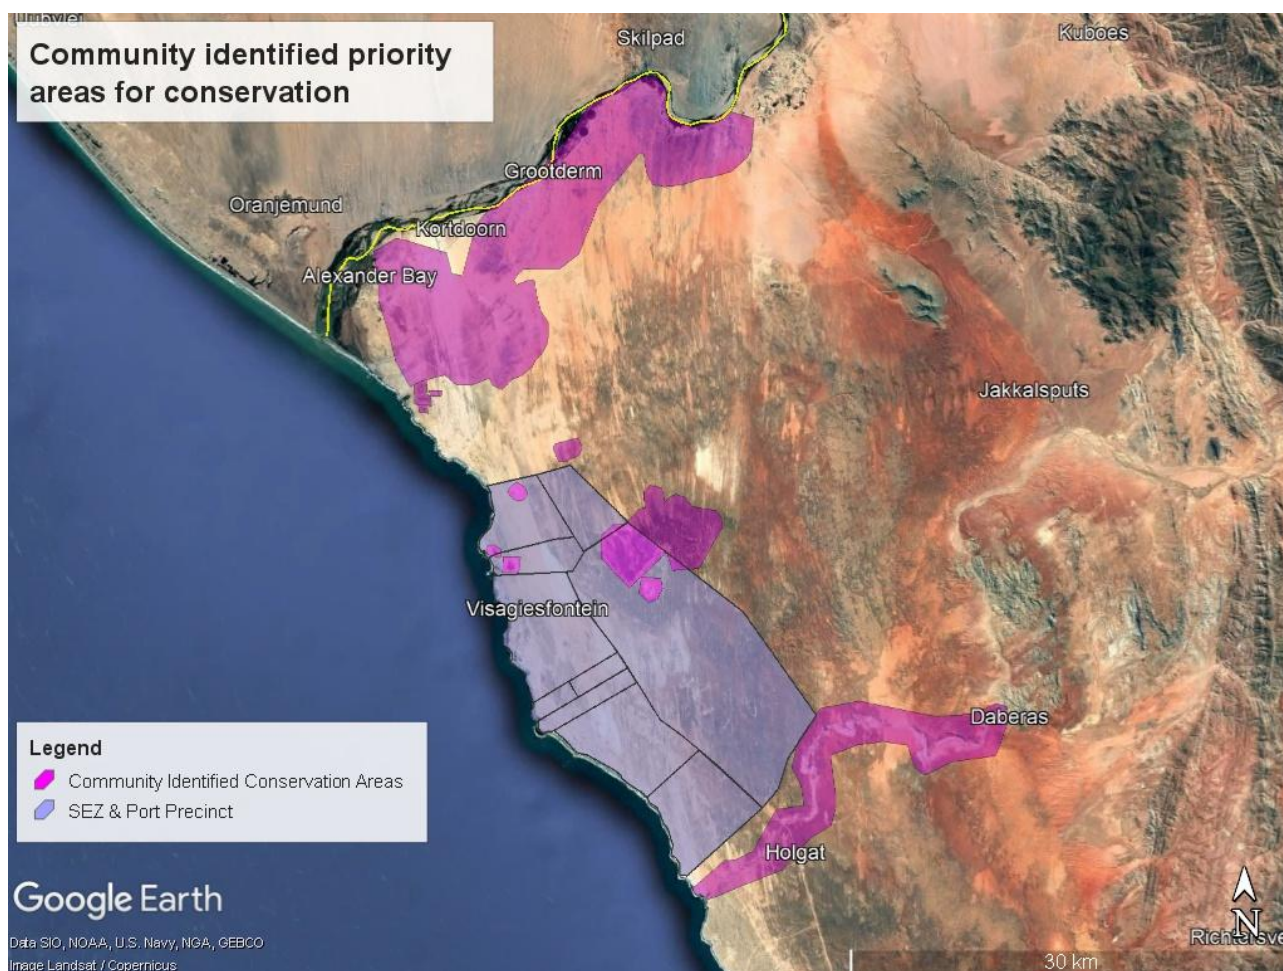 Community identified priority
areas for conservation
Skilpad
Kuboes
Grootderm
Oranjemund
Kortdoorn
Alexander Bay
Jakkalsputs
Visagiesfontein
Daberas
Legend
Community Identified Conservation Areas
SEZ & Port Precinct
Holgat
Google Earth
N
Data SIO, NOAA, U.S. Navy, NGA, GEBCO
Image Landsat / Copernicus
30 km